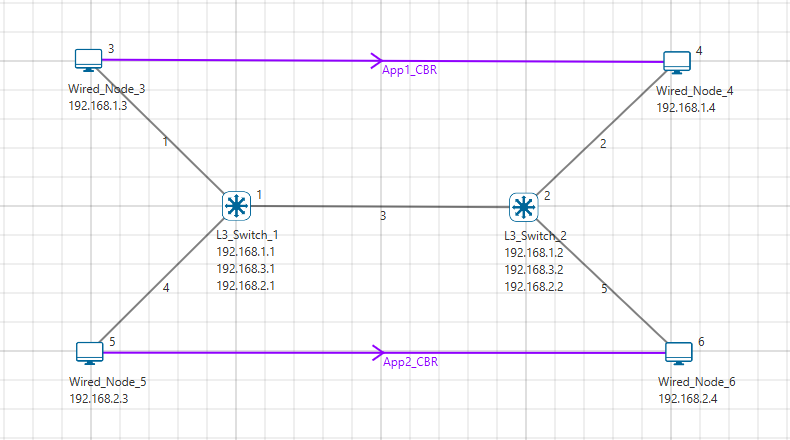 3
4
App1_CBR
Wired_Node_3
192.168.1.3
Wired_Node_4
192.168.1.4
1
2
1
2
3
L3_Switch_1
192.168.1.1
192.168.3.1
192.168.2.1
L3_Switch_2
192.168.1.2
192.168.3.2
192.168.2.2
4
5
5
6
App2_CBR
Wired_Node_5
192.168.2.3
Wired_Node_6
192.168.2.4